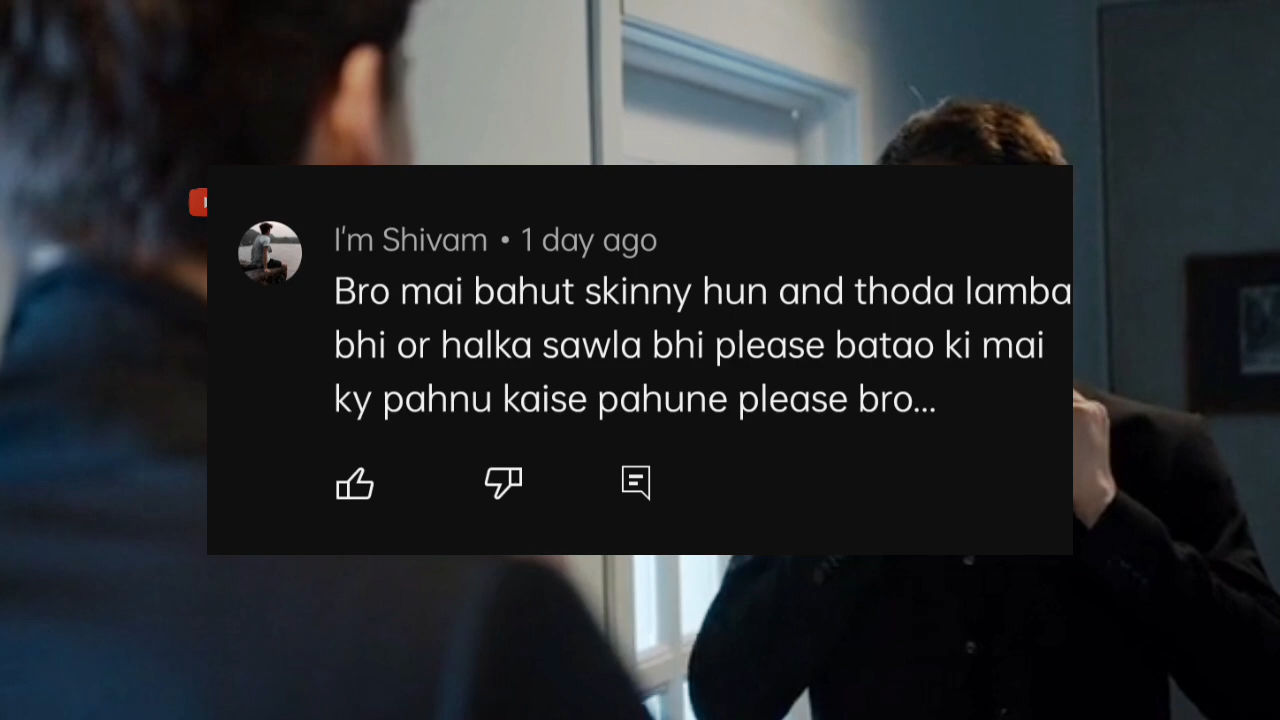 I'm Shivam • 1 day ago
Bro mai bahut skinny hun and thoda lamba
bhi or halka sawla bhi please batao ki mai
ky pahnu kaise pahune please bro...